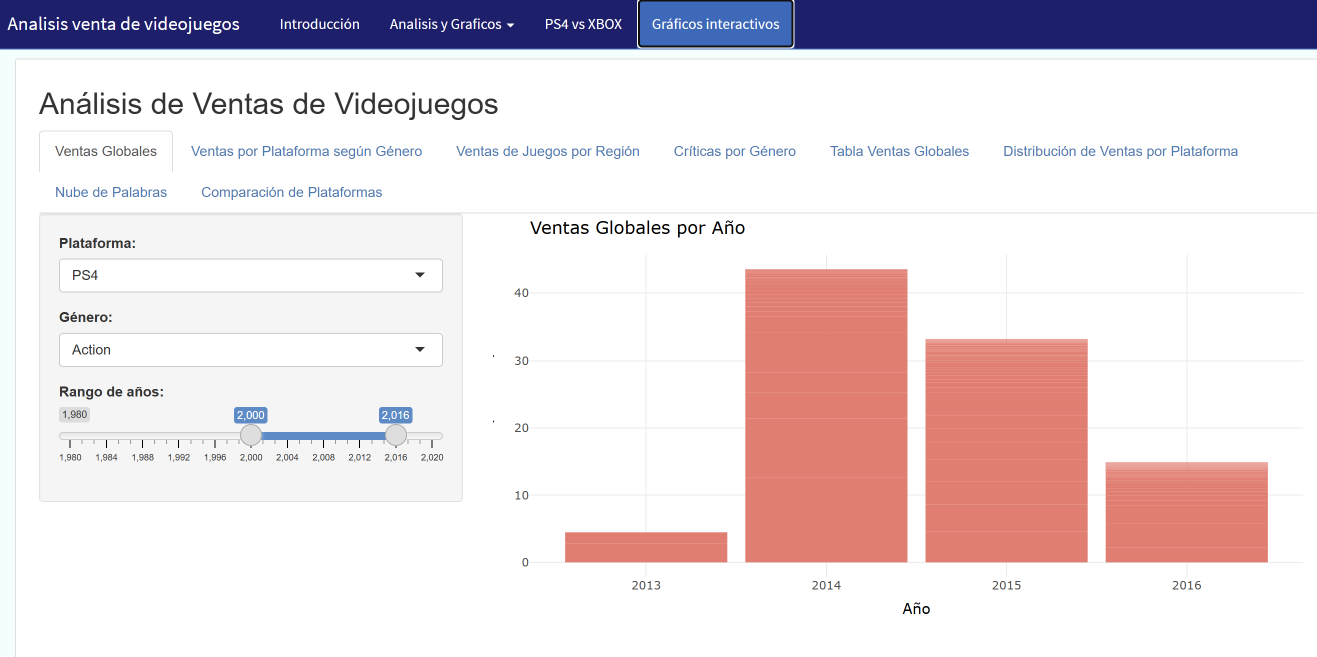 Analisis venta de videojuegos Introducción Analisis y Graficos PS4 vs XBOX Gráficos interactivos
Análisis de Ventas de Videojuegos
Ventas Globales Ventas por Plataforma según Género Ventas de Juegos por Región Críticas por Género Tabla Ventas Globales Distribución de Ventas por Plataforma
Nube de Palabras Comparación de Plataformas
Plataforma:
PS4
Género:
Action
Rango de años:
1,980 2,000 2,016
1,980 1,984 1,988 1,992 1,996 2,000 2,004 2,008 2,012 2,016 2,020
Ventas Globales por Año
40
30
20
10
0
2013 2014 2015 2016
Año